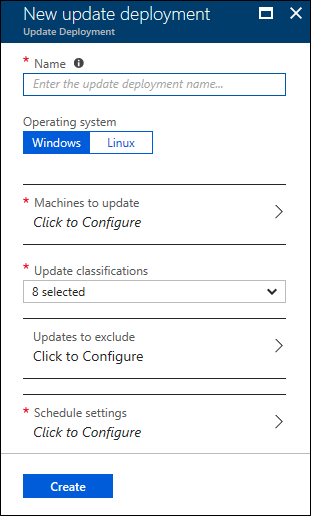 New update deployment
Update Deployment
* Name
Enter the update deployment name...
Operating system
Windows Linux
* Machines to update
Click to Configure
* Update classifications
8 selected
Updates to exclude
Click to Configure
* Schedule settings
Click to Configure
Create